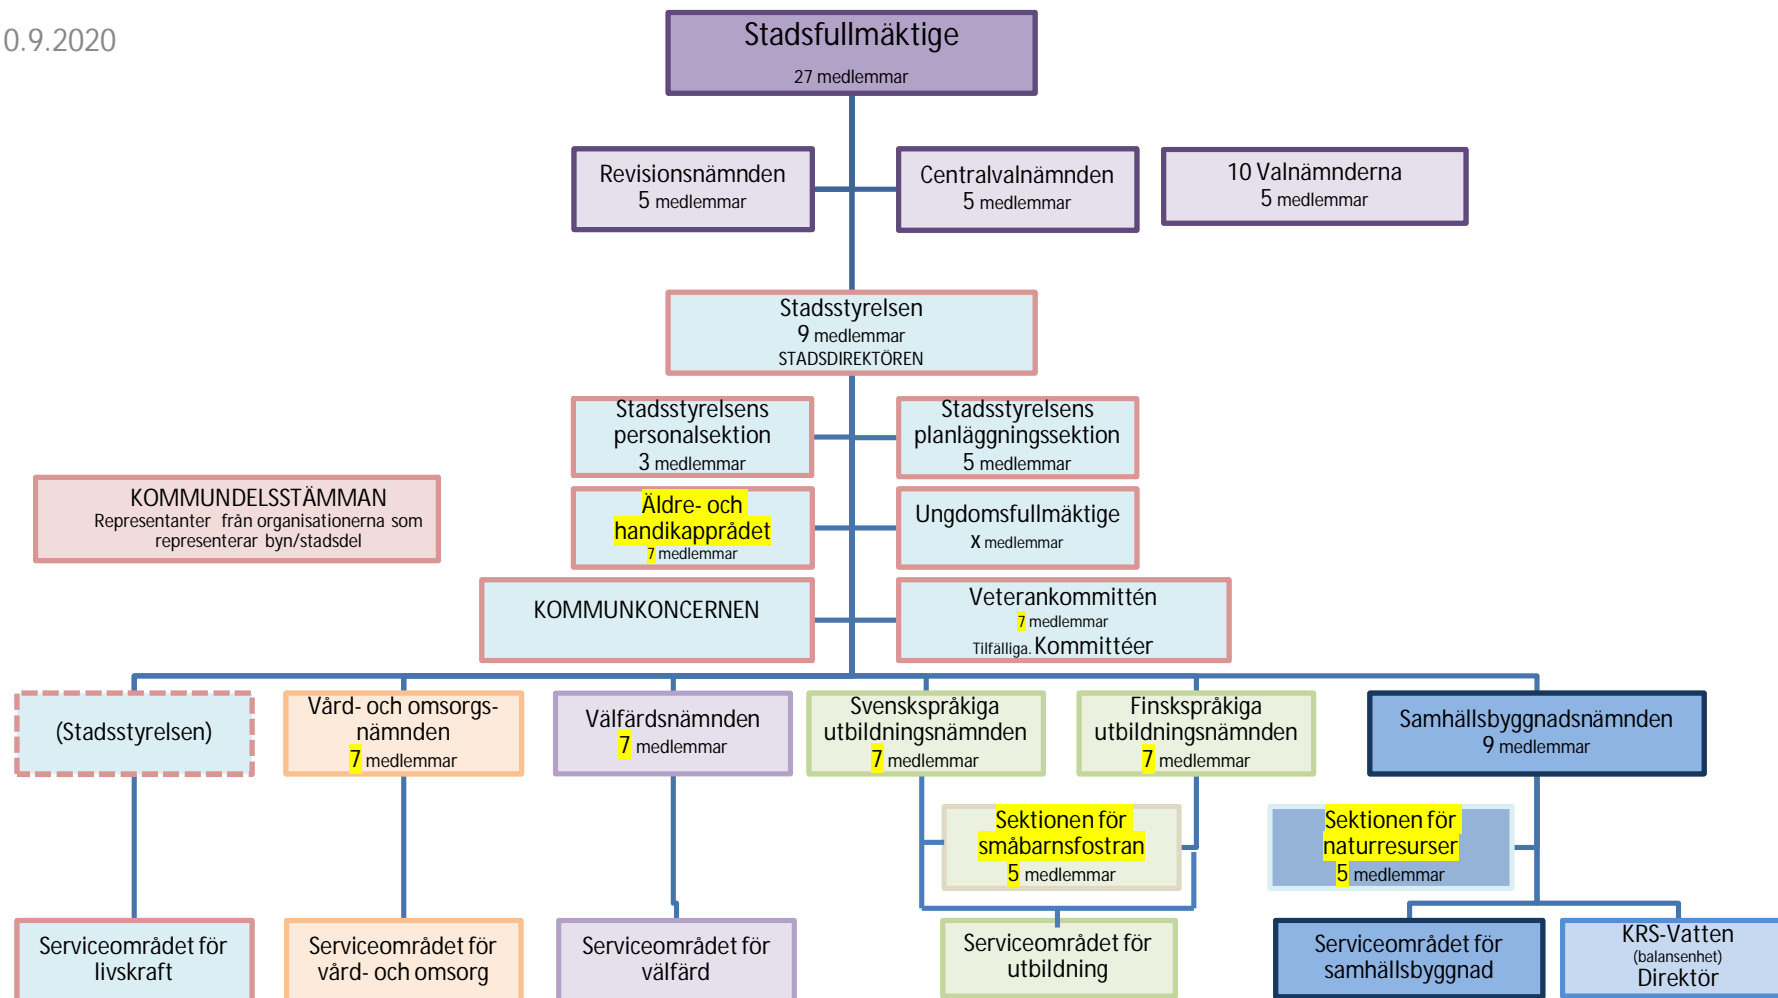 0.9.2020
Stadsfullmäktige
27 medlemmar
Revisionsnämnden
5 medlemmar
Centralvalnämnden
5 medlemmar
10 Valnämnderna
5 medlemmar
Stadsstyrelsen
9 medlemmar
STADSDIREKTÖREN
Stadsstyrelsens
personalsektion
3 medlemmar
Stadsstyrelsens
planläggningssektion
5 medlemmar
KOMMUNDELSSTÄMMAN
Representanter från organisationerna som
representerar byn/stadsdel
Äldre- och
handikapprådet
7 medlemmar
Ungdomsfullmäktige
X medlemmar
KOMMUNKONCERNEN
Veterankommittén
7 medlemmar
Tilfälliga. Kommittéer
(Stadsstyrelsen)
Vård- och omsorgs-
nämnden
7 medlemmar
Välfärdsnämnden
7 medlemmar
Svenskspråkiga
utbildningsnämnden
7 medlemmar
Finskspråkiga
utbildningsnämnden
7 medlemmar
Samhällsbyggnadsnämnden
9 medlemmar
Sektionen för
småbarnsfostran
5 medlemmar
Sektionen för
naturresurser
5 medlemmar
Serviceområdet för
livskraft
Serviceområdet för
vård- och omsorg
Serviceområdet för
välfärd
Serviceområdet för
utbildning
Serviceområdet för
samhällsbyggnad
KRS-Vatten
(balansenhet)
Direktör